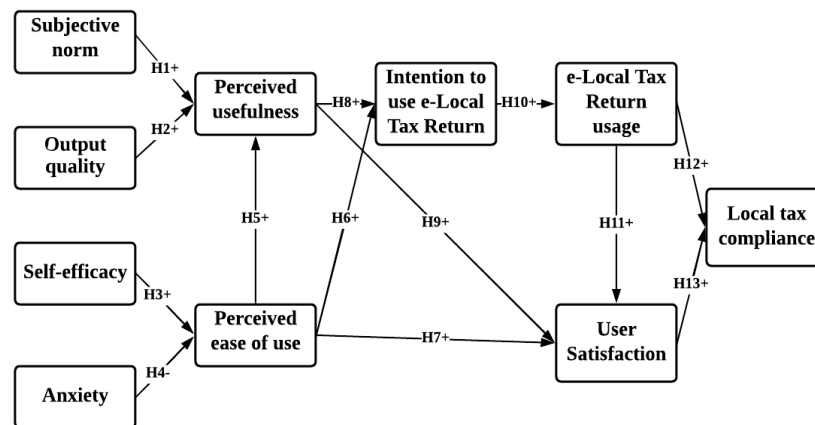 Subjective
norm
H1+
Perceived
usefulness
H2+
Output
quality
Intention to
use e-Local
Tax Return
H8+
H10+
e-Local Tax
Return
usage
H12+
H5+
H6+
H9+
H11+
Local tax
compliance
Self-efficacy
H3+
Perceived
ease of use
H4-
Anxiety
H7+
User
Satisfaction
H13+